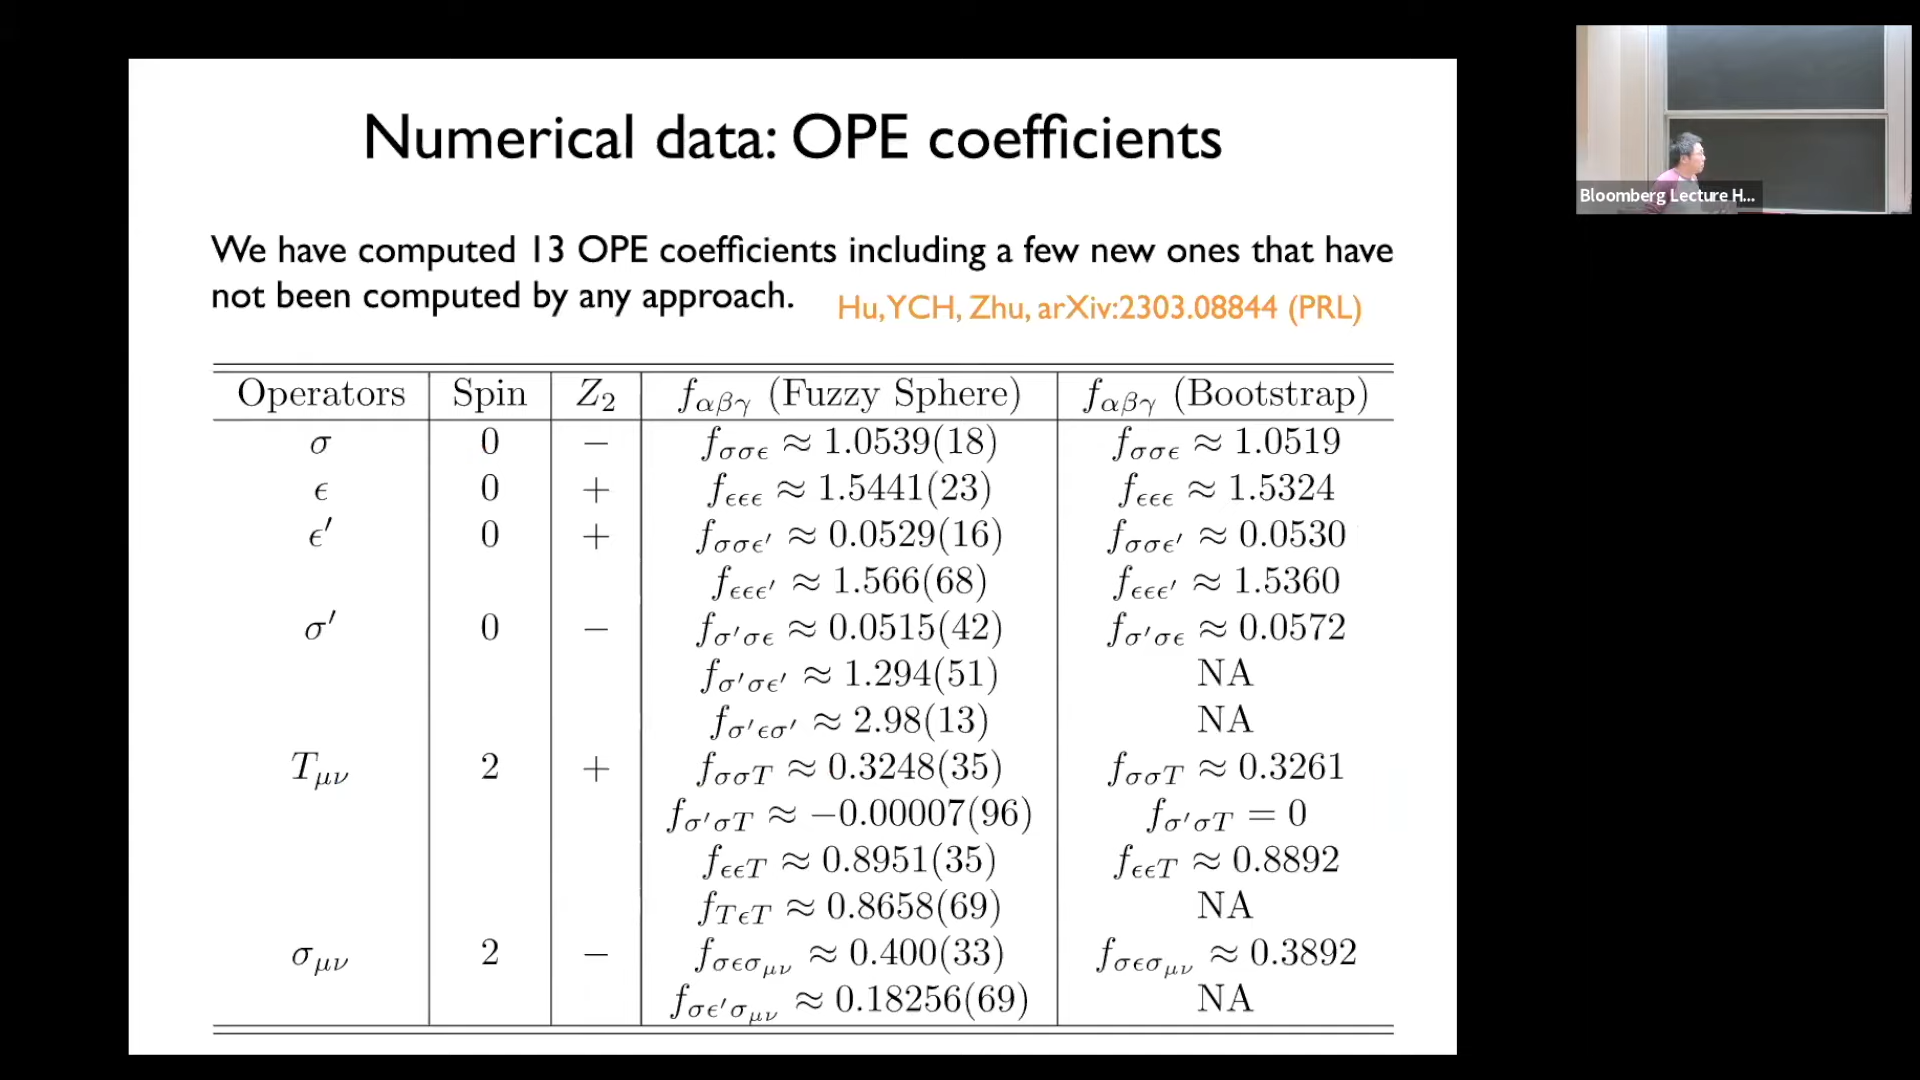 Numerical data: OPE coefficients
We have computed 13 OPE coefficients including a few new ones that have
not been computed by any approach. Hu,YCH, Zhu, arXiv:2303.08844 (PRL)
Operators Spin Z₂ f_αβγ (Fuzzy Sphere) f_αβγ (Bootstrap)
σ 0 − f_σσϵ ≈ 1.0539(18) f_σσϵ ≈ 1.0519
ϵ 0 + f_ϵϵϵ ≈ 1.5441(23) f_ϵϵϵ ≈ 1.5324
ϵ′ 0 + f_σσϵ′ ≈ 0.0529(16) f_σσϵ′ ≈ 0.0530
f_ϵϵϵ′ ≈ 1.566(68) f_ϵϵϵ′ ≈ 1.5360
σ′ 0 − f_σ′σϵ ≈ 0.0515(42) f_σ′σϵ ≈ 0.0572
f_σ′σϵ′ ≈ 1.294(51) NA
f_σ′ϵσ′ ≈ 2.98(13) NA
T_μν 2 + f_σσT ≈ 0.3248(35) f_σσT ≈ 0.3261
f_σ′σT ≈ −0.00007(96) f_σ′σT = 0
f_ϵϵT ≈ 0.8951(35) f_ϵϵT ≈ 0.8892
f_TϵT ≈ 0.8658(69) NA
σ_μν 2 − f_σϵσ_μν ≈ 0.400(33) f_σϵσ_μν ≈ 0.3892
f_σϵ′σ_μν ≈ 0.18256(69) NA
Bloomberg Lecture H...